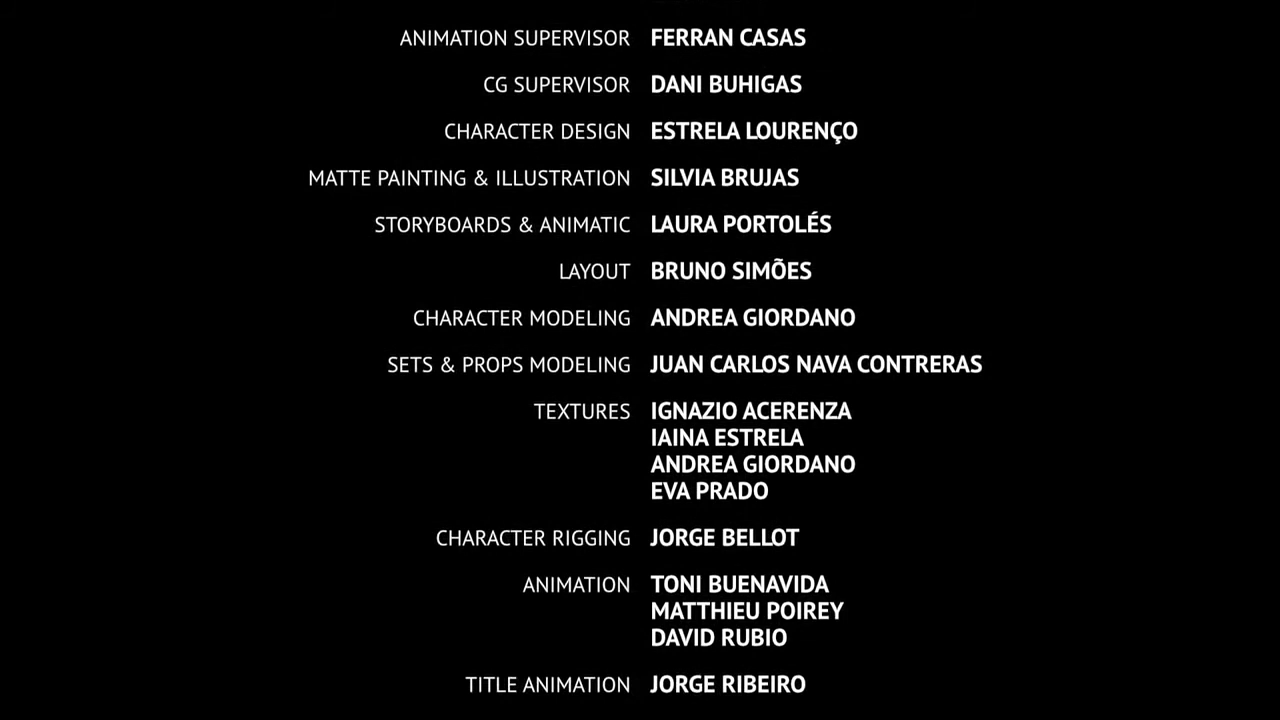 ANIMATION SUPERVISOR FERRAN CASAS
CG SUPERVISOR DANI BUHIGAS
CHARACTER DESIGN ESTRELA LOURENÇO
MATTE PAINTING & ILLUSTRATION SILVIA BRUJAS
STORYBOARDS & ANIMATIC LAURA PORTOLÉS
LAYOUT BRUNO SIMÕES
CHARACTER MODELING ANDREA GIORDANO
SETS & PROPS MODELING JUAN CARLOS NAVA CONTRERAS
TEXTURES IGNAZIO ACERENZA
IAINA ESTRELA
ANDREA GIORDANO
EVA PRADO
CHARACTER RIGGING JORGE BELLOT
ANIMATION TONI BUENAVIDA
MATTHIEU POIREY
DAVID RUBIO
TITLE ANIMATION JORGE RIBEIRO